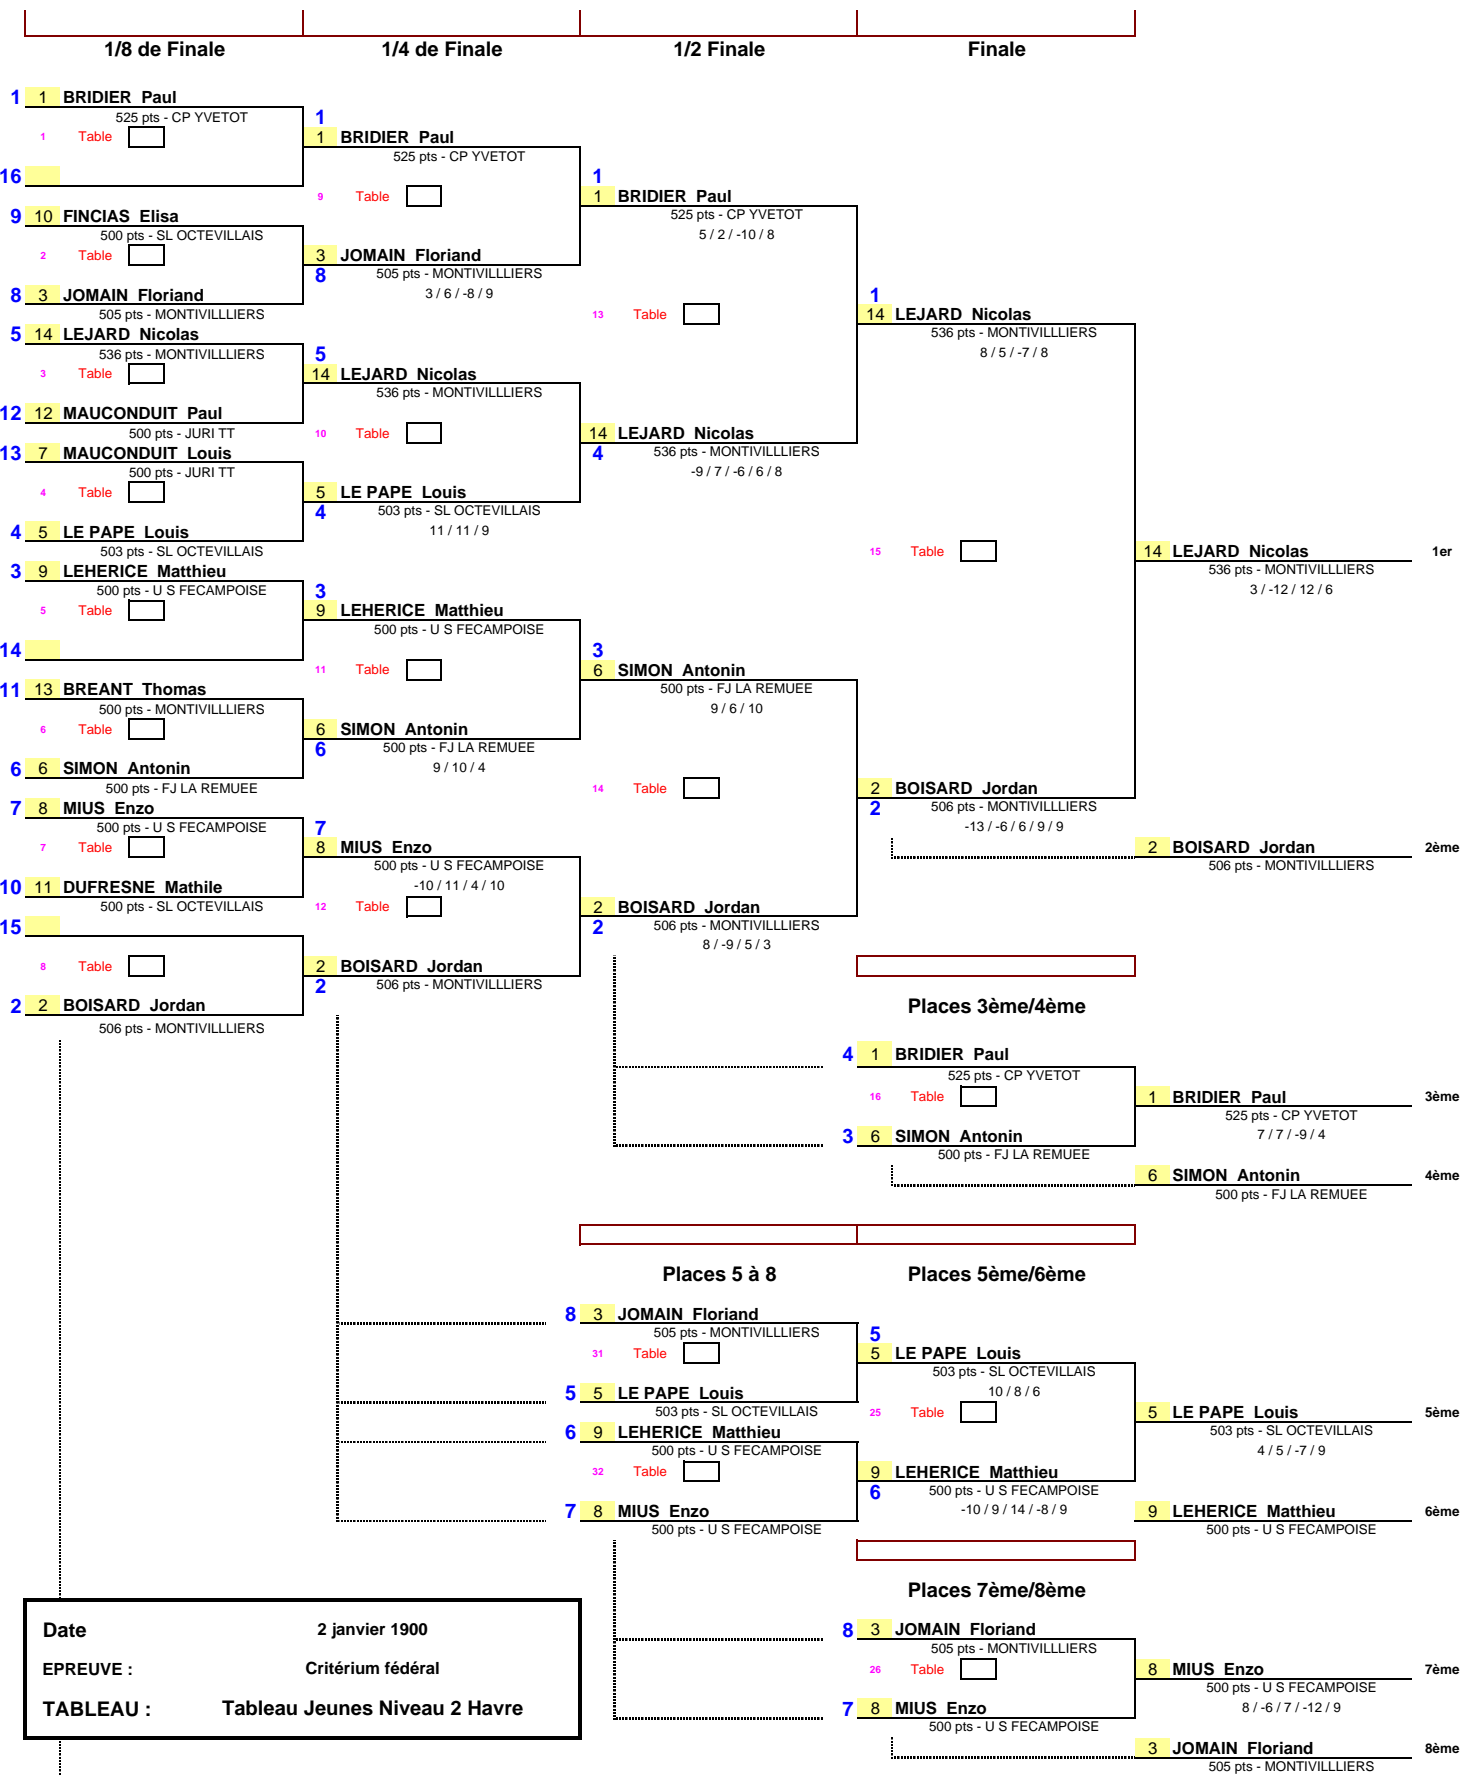 1/8 de Finale 1/4 de Finale 1/2 Finale Finale
1 1 BRIDIER Paul
525 pts - CP YVETOT
1 Table
16
9 10 FINCIAS Elisa
500 pts - SL OCTEVILLAIS
2 Table
8 3 JOMAIN Floriand
505 pts - MONTIVILLLIERS
5 14 LEJARD Nicolas
536 pts - MONTIVILLLIERS
3 Table
12 12 MAUCONDUIT Paul
500 pts - JURI TT
13 7 MAUCONDUIT Louis
500 pts - JURI TT
4 Table
4 5 LE PAPE Louis
503 pts - SL OCTEVILLAIS
3 9 LEHERICE Matthieu
500 pts - U S FECAMPOISE
5 Table
14
11 13 BREANT Thomas
500 pts - MONTIVILLLIERS
6 Table
6 6 SIMON Antonin
500 pts - FJ LA REMUEE
7 8 MIUS Enzo
500 pts - U S FECAMPOISE
7 Table
10 11 DUFRESNE Mathile
500 pts - SL OCTEVILLAIS
15
8 Table
2 2 BOISARD Jordan
506 pts - MONTIVILLLIERS
1
1 BRIDIER Paul
525 pts - CP YVETOT
9 Table
3 JOMAIN Floriand
8 505 pts - MONTIVILLLIERS
3 / 6 / -8 / 9
5
14 LEJARD Nicolas
536 pts - MONTIVILLLIERS
10 Table
5 LE PAPE Louis
4 503 pts - SL OCTEVILLAIS
11 / 11 / 9
3
9 LEHERICE Matthieu
500 pts - U S FECAMPOISE
11 Table
6 SIMON Antonin
6 500 pts - FJ LA REMUEE
9 / 10 / 4
7
8 MIUS Enzo
500 pts - U S FECAMPOISE
-10 / 11 / 4 / 10
12 Table
2 BOISARD Jordan
2 506 pts - MONTIVILLLIERS
1
1 BRIDIER Paul
525 pts - CP YVETOT
5 / 2 / -10 / 8
13 Table
14 LEJARD Nicolas
4 536 pts - MONTIVILLLIERS
-9 / 7 / -6 / 6 / 8
3
6 SIMON Antonin
500 pts - FJ LA REMUEE
9 / 6 / 10
14 Table
2 BOISARD Jordan
2 506 pts - MONTIVILLLIERS
8 / -9 / 5 / 3
1
14 LEJARD Nicolas
536 pts - MONTIVILLLIERS
8 / 5 / -7 / 8
15 Table
2 BOISARD Jordan
2 506 pts - MONTIVILLLIERS
-13 / -6 / 6 / 9 / 9
14 LEJARD Nicolas 1er
536 pts - MONTIVILLLIERS
3 / -12 / 12 / 6
2 BOISARD Jordan 2ème
506 pts - MONTIVILLLIERS
Places 3ème/4ème
4 1 BRIDIER Paul
525 pts - CP YVETOT
16 Table
3 6 SIMON Antonin
500 pts - FJ LA REMUEE
1 BRIDIER Paul 3ème
525 pts - CP YVETOT
7 / 7 / -9 / 4
6 SIMON Antonin 4ème
500 pts - FJ LA REMUEE
Places 5 à 8 Places 5ème/6ème
8 3 JOMAIN Floriand
505 pts - MONTIVILLLIERS
31 Table
5 5 LE PAPE Louis
503 pts - SL OCTEVILLAIS
6 9 LEHERICE Matthieu
500 pts - U S FECAMPOISE
32 Table
7 8 MIUS Enzo
500 pts - U S FECAMPOISE
5
5 LE PAPE Louis
503 pts - SL OCTEVILLAIS
10 / 8 / 6
25 Table
9 LEHERICE Matthieu
6 500 pts - U S FECAMPOISE
-10 / 9 / 14 / -8 / 9
5 LE PAPE Louis 5ème
503 pts - SL OCTEVILLAIS
4 / 5 / -7 / 9
9 LEHERICE Matthieu 6ème
500 pts - U S FECAMPOISE
Places 7ème/8ème
8 3 JOMAIN Floriand
505 pts - MONTIVILLLIERS
26 Table
7 8 MIUS Enzo
500 pts - U S FECAMPOISE
8 MIUS Enzo 7ème
500 pts - U S FECAMPOISE
8 / -6 / 7 / -12 / 9
3 JOMAIN Floriand 8ème
505 pts - MONTIVILLLIERS
Date 2 janvier 1900
EPREUVE : Critérium fédéral
TABLEAU : Tableau Jeunes Niveau 2 Havre